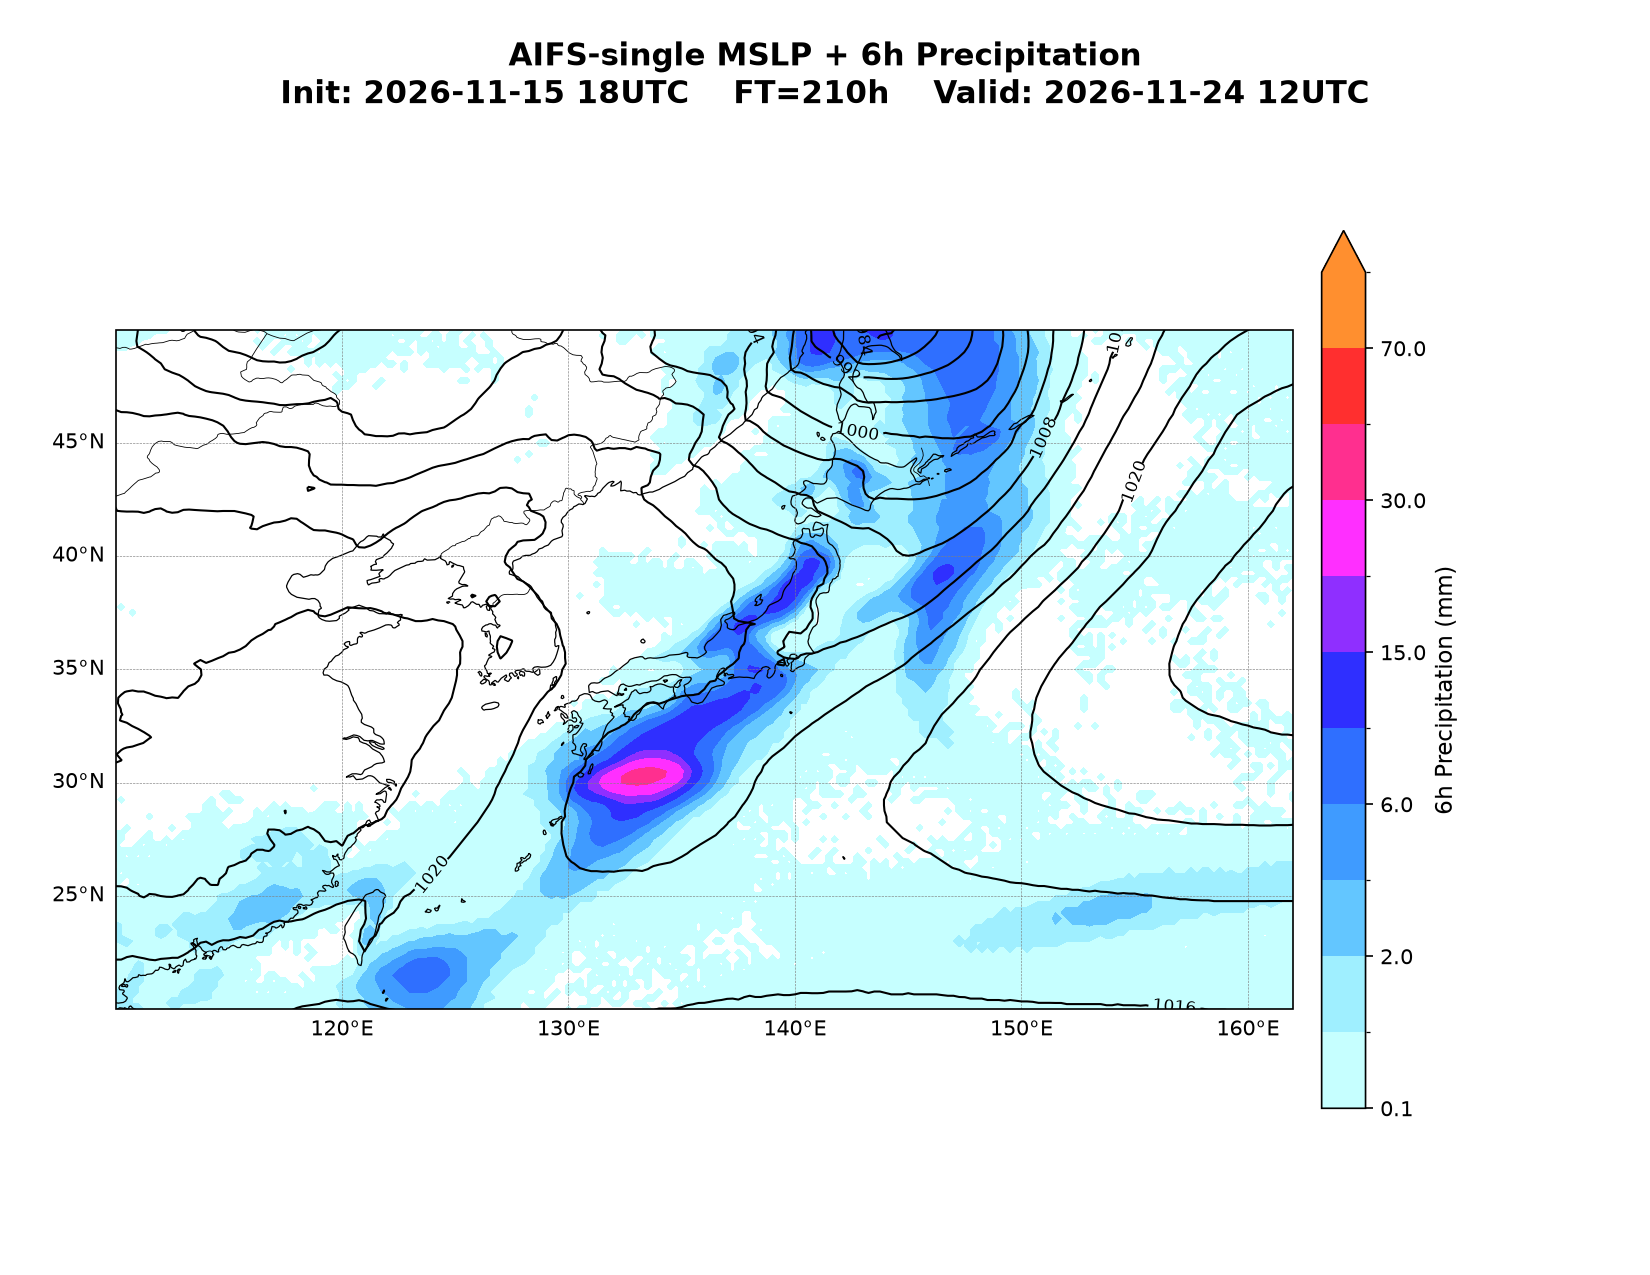 AIFS-single MSLP + 6h Precipitation
Init: 2026-11-15 18UTC    FT=210h    Valid: 2026-11-24 12UTC
45°N
40°N
35°N
30°N
25°N
120°E
130°E
140°E
150°E
160°E
992
1000
1008
1020
1020
1016
70.0
30.0
15.0
6.0
2.0
0.1
6h Precipitation (mm)